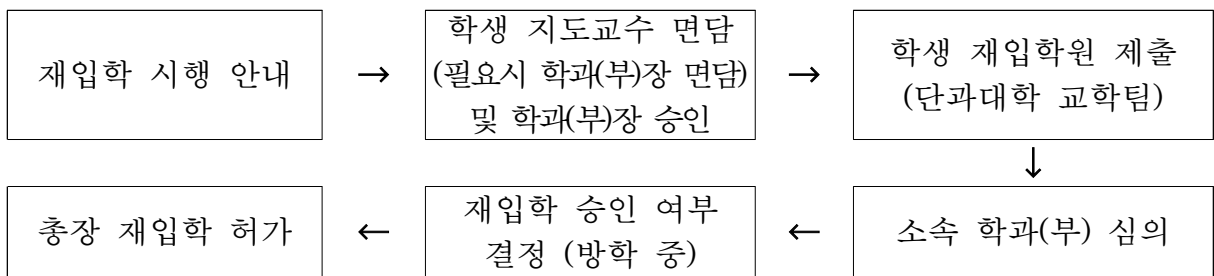 재입학 시행 안내
→
학생 지도교수 면담
(필요시 학과(부)장 면담)
및 학과(부)장 승인
→
학생 재입학원 제출
(단과대학 교학팀)
↓
소속 학과(부) 심의
←
재입학 승인 여부
결정 (방학 중)
←
총장 재입학 허가